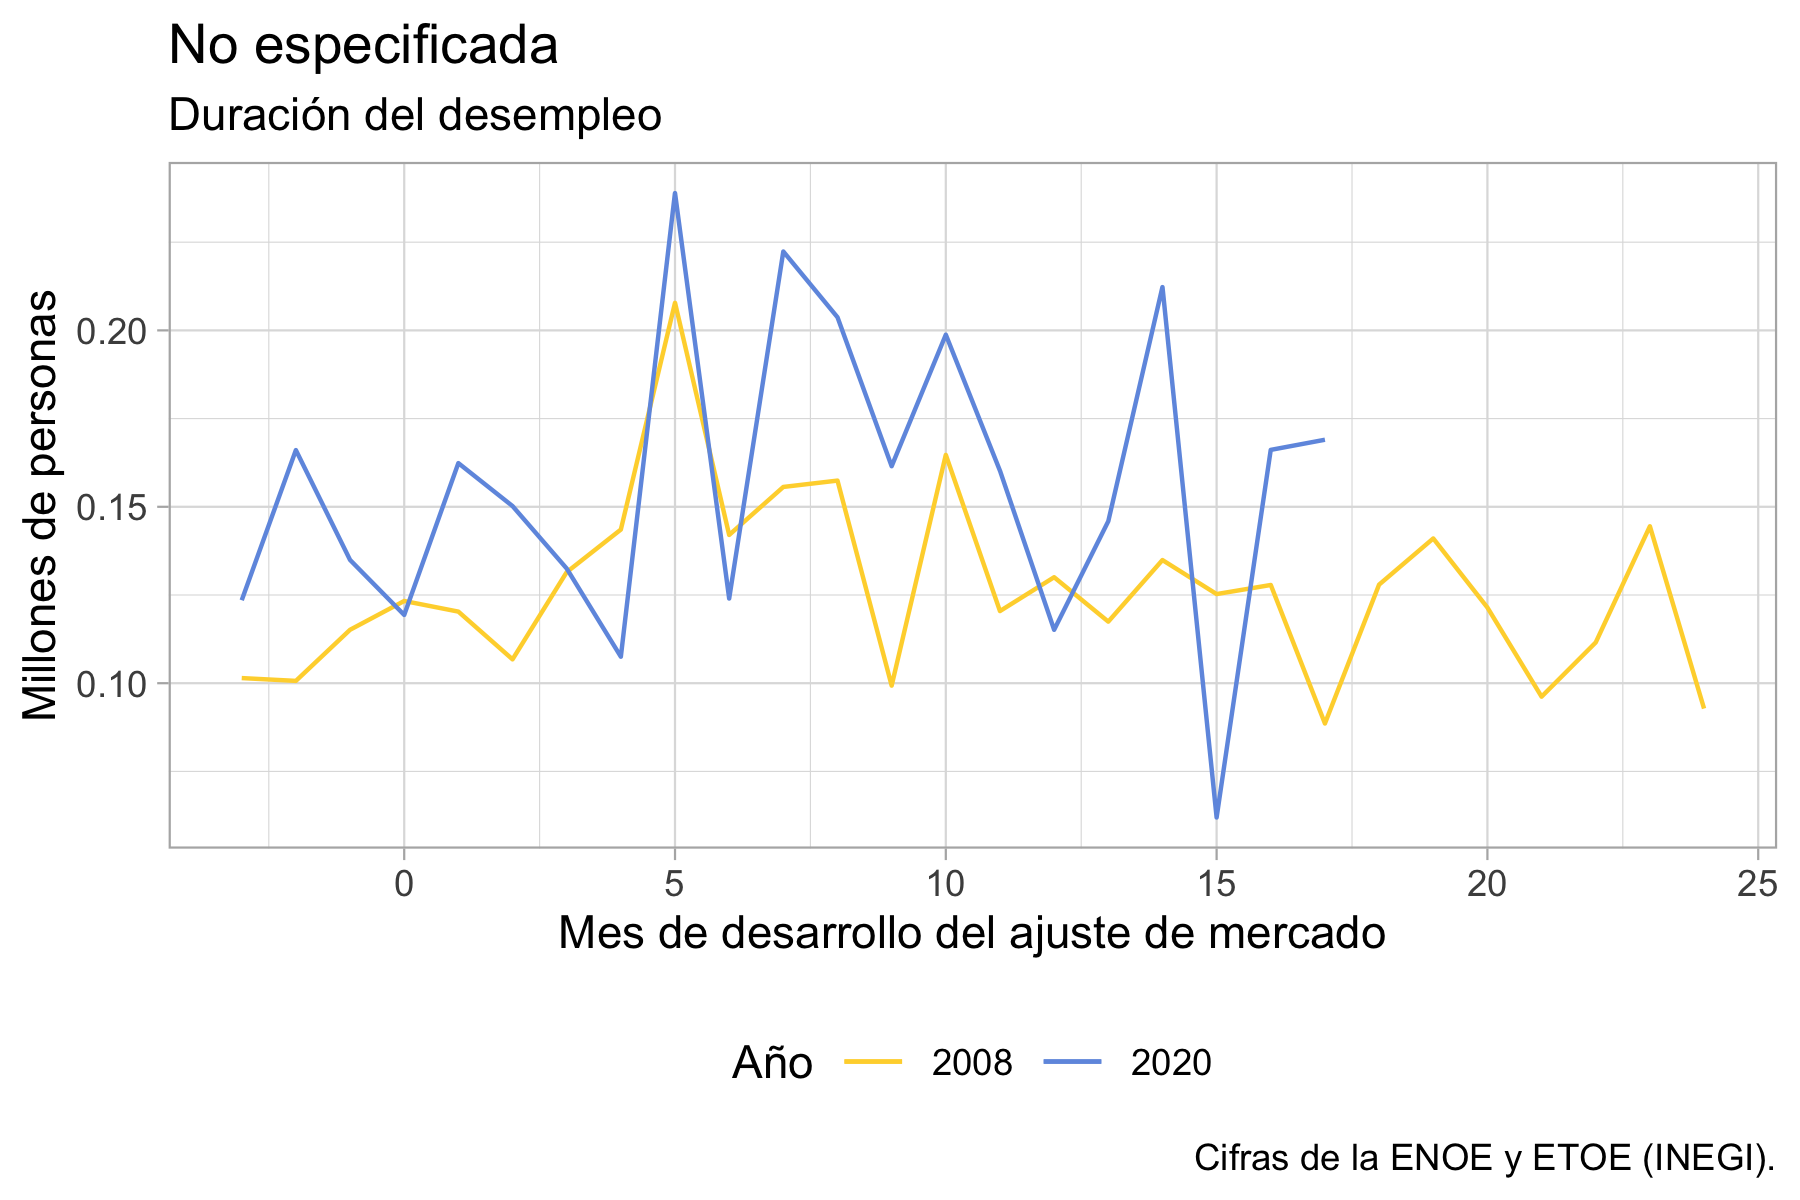 No especificada
Duración del desempleo
Millones de personas
0.20
0.15
0.10
0 5 10 15 20 25
Mes de desarrollo del ajuste de mercado
Año 2008 2020
Cifras de la ENOE y ETOE (INEGI).